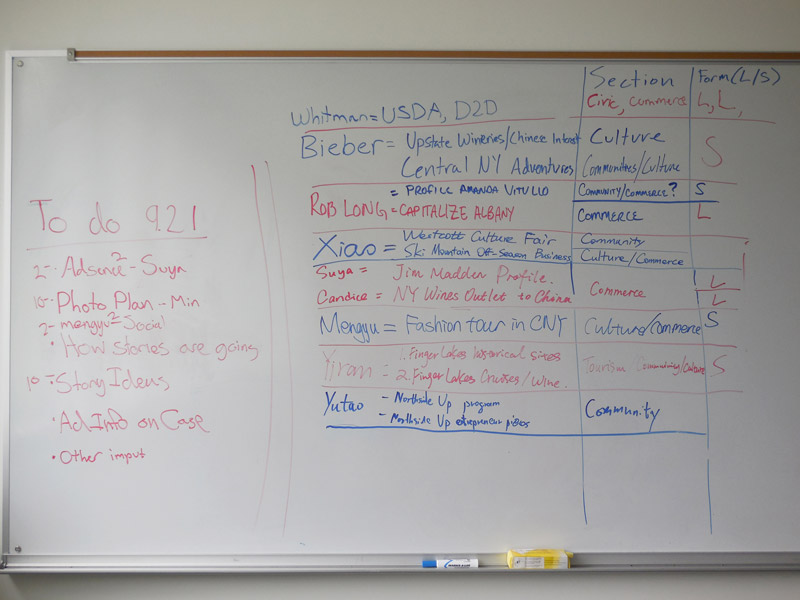 Section Form (L/S)
Whitman = USDA, D2D Civic, Commerce L, L,
Bieber = Upstate Wineries/Chinese Interest Culture S
Central NY Adventures Communities/Culture
= PROFILE AMANDA VITULLO COMMUNITY/COMMERCE? S
ROB LONG = CAPITALIZE ALBANY COMMERCE L
Xiao = Westcott Culture Fair Community
Ski Mountain Off-Season Business Culture/Commerce
Suya = Jim Madden Profile. L
Candice = NY Wines Outlet to China Commerce L
Mengyu = Fashion tour in CNY Culture/Commerce S
Yiran = 1. Finger Lakes historical sites Tourism Community/Culture S
2. Finger Lakes Cruises/Wine.
Yutao - Northside Up program Community
- Northside Up entrepreneur pieces
To do 9.21
2- Adsence 2 - Suya
10- Photo Plan - Min
2- mengyu 2 = Social
• How stories are going
10 - Story Ideas
• Ad Info on Case
• Other imput